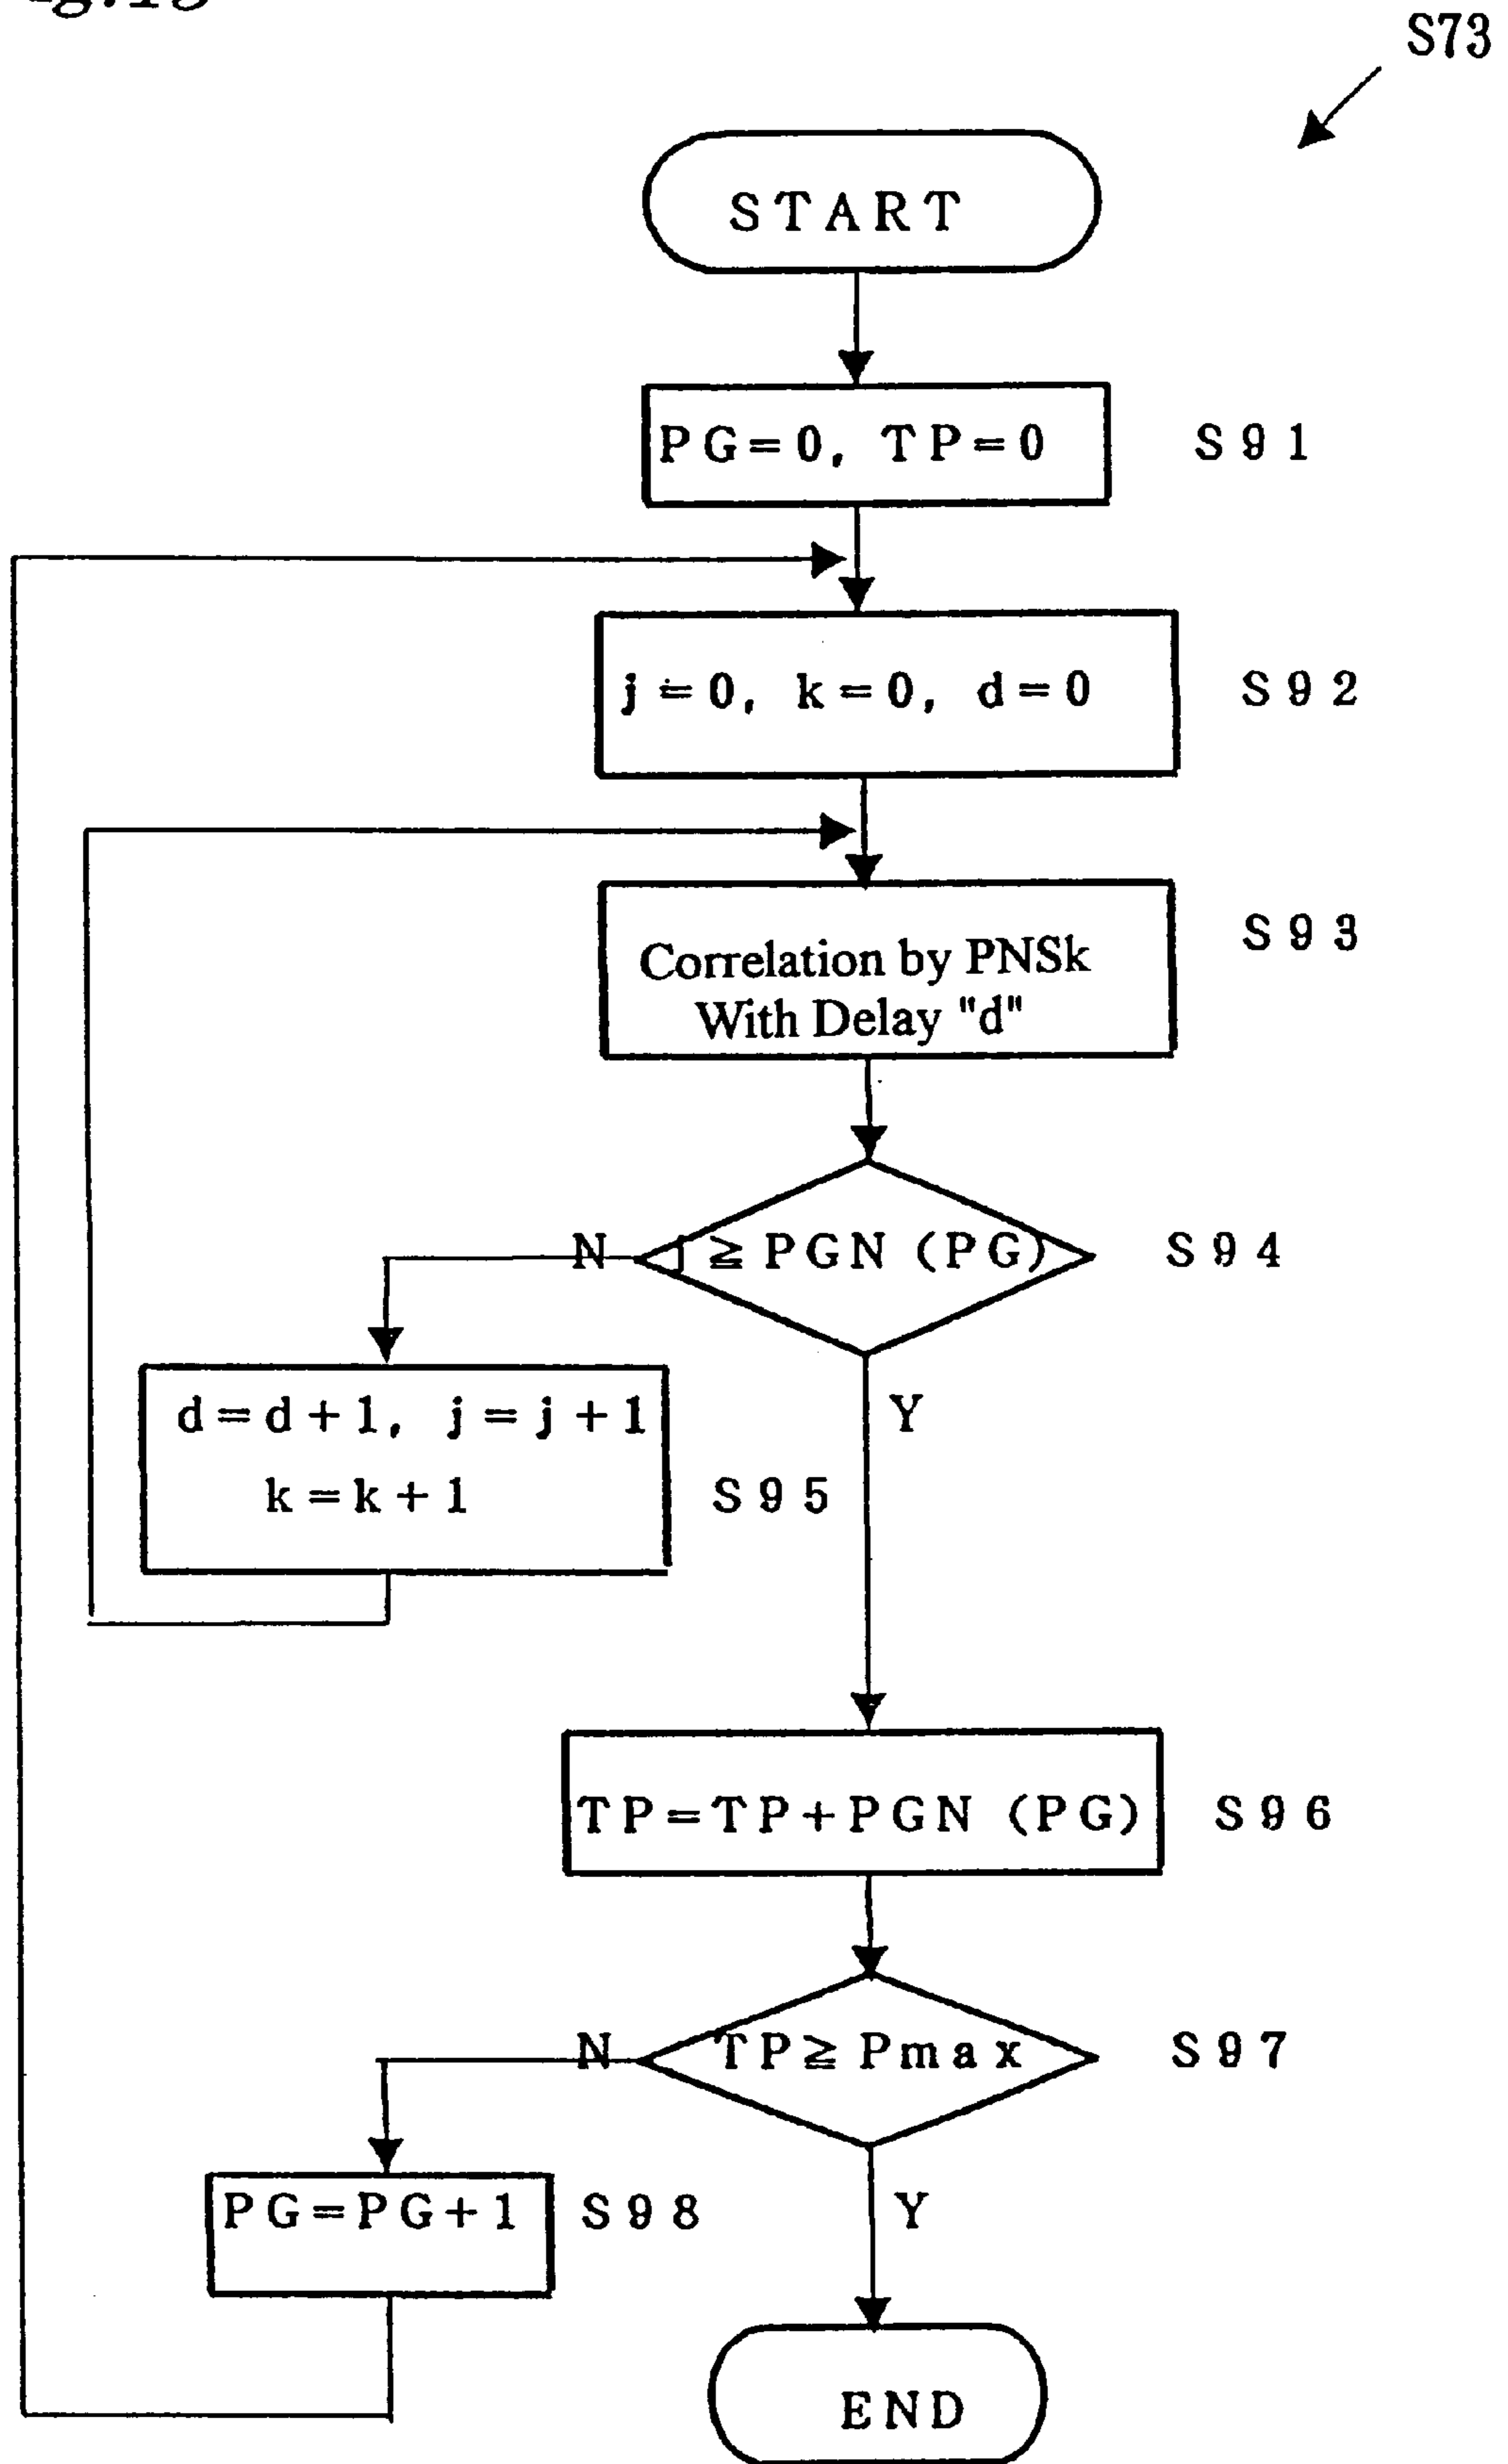 S73
START
PG=0, TP=0 S91
j=0, k=0, d=0 S92
Correlation by PNSk S93
With Delay "d"
N j ≧ PGN (PG) S94
d=d+1, j=j+1
Y
k=k+1 S95
TP=TP+PGN (PG) S96
N TP≧Pmax S97
PG=PG+1 S98
Y
END